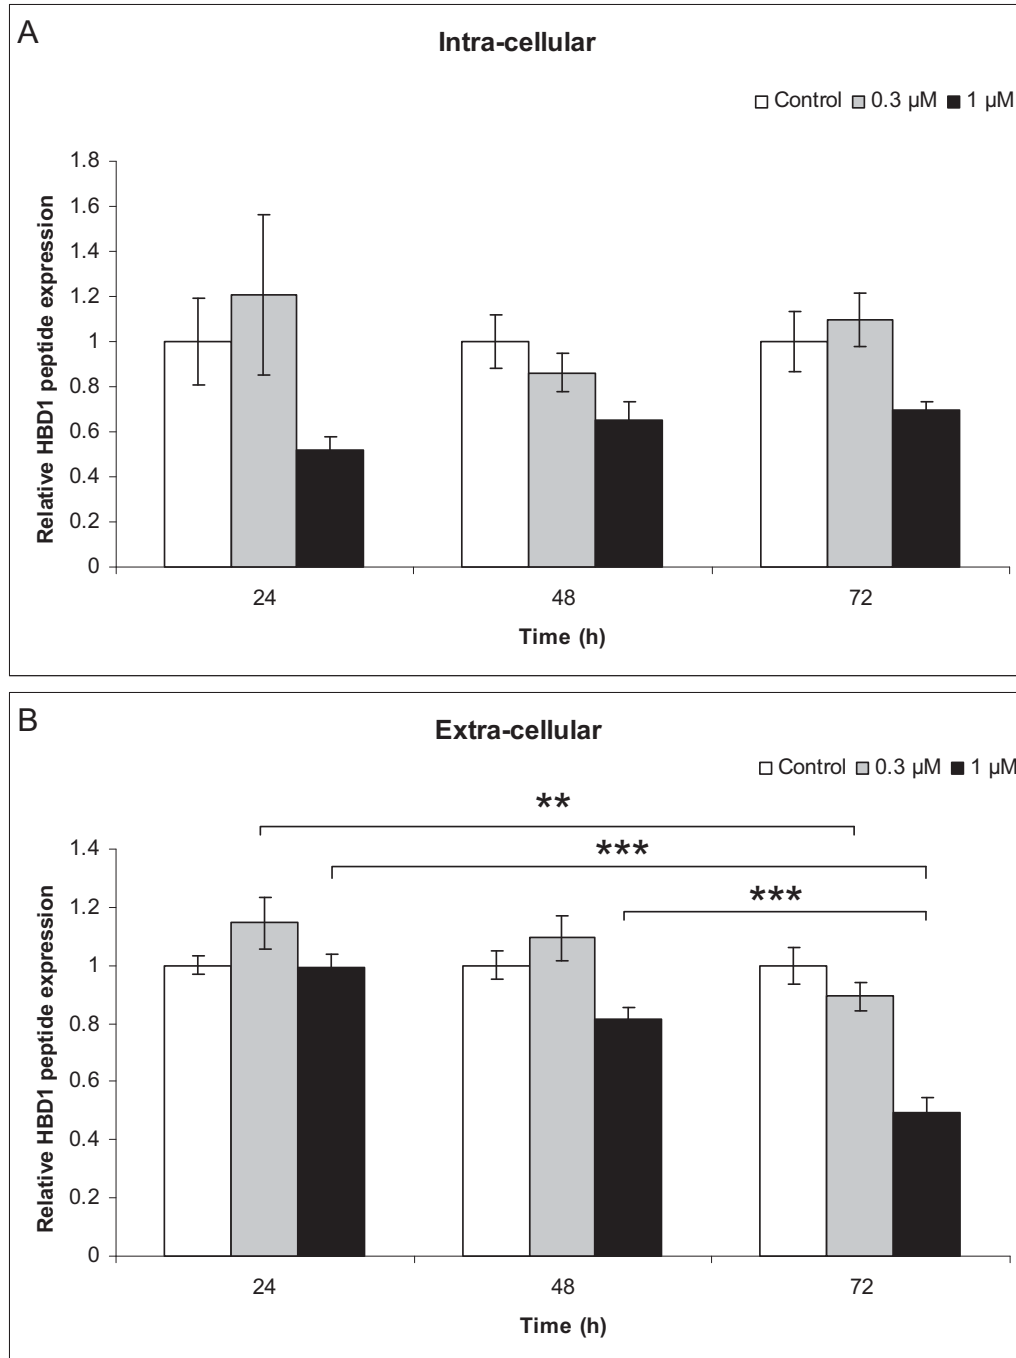 A
Intra-cellular
Control 0.3 µM 1 µM
Relative HBD1 peptide expression
1.8
1.6
1.4
1.2
1
0.8
0.6
0.4
0.2
0
24 48 72
Time (h)
B
Extra-cellular
Control 0.3 µM 1 µM
**
***
***
Relative HBD1 peptide expression
1.4
1.2
1
0.8
0.6
0.4
0.2
0
24 48 72
Time (h)